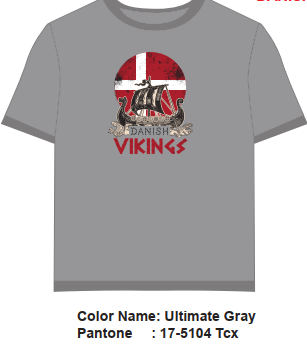 DANISH
VIKINGS
Color Name: Ultimate Gray
Pantone : 17-5104 Tcx